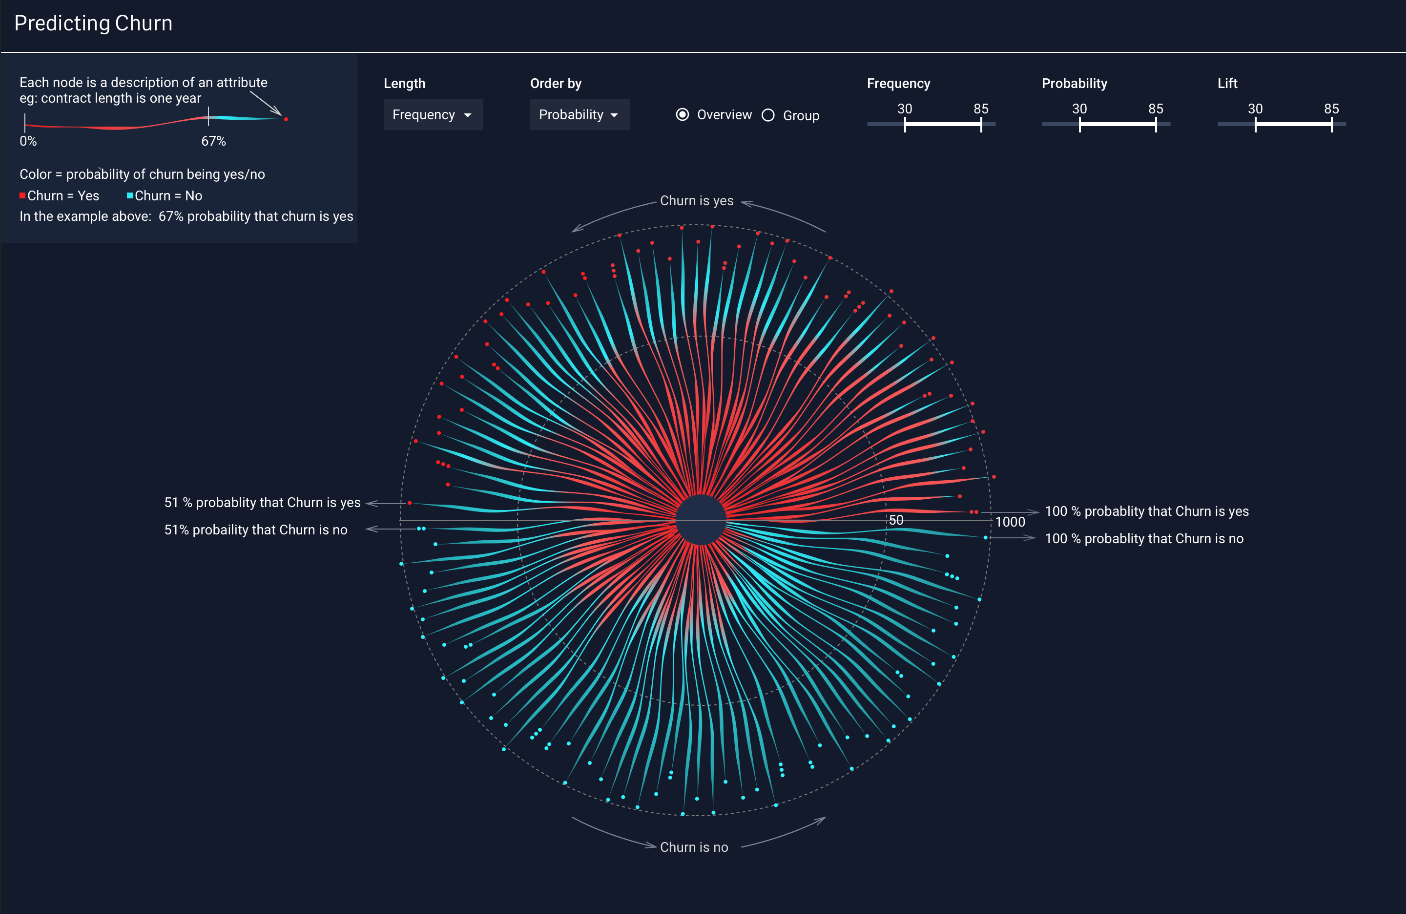 Predicting Churn
Each node is a description of an attribute
eg: contract length is one year
0%
67%
Color = probability of churn being yes/no
Churn = Yes
Churn = No
In the example above:  67% probability that churn is yes
Length
Frequency
Order by
Probability
Overview
Group
Frequency
30
85
Probability
30
85
Lift
30
85
Churn is yes
51 % probablity that Churn is yes
51% probaility that Churn is no
50
1000
100 % probablity that Churn is yes
100 % probablity that Churn is no
Churn is no